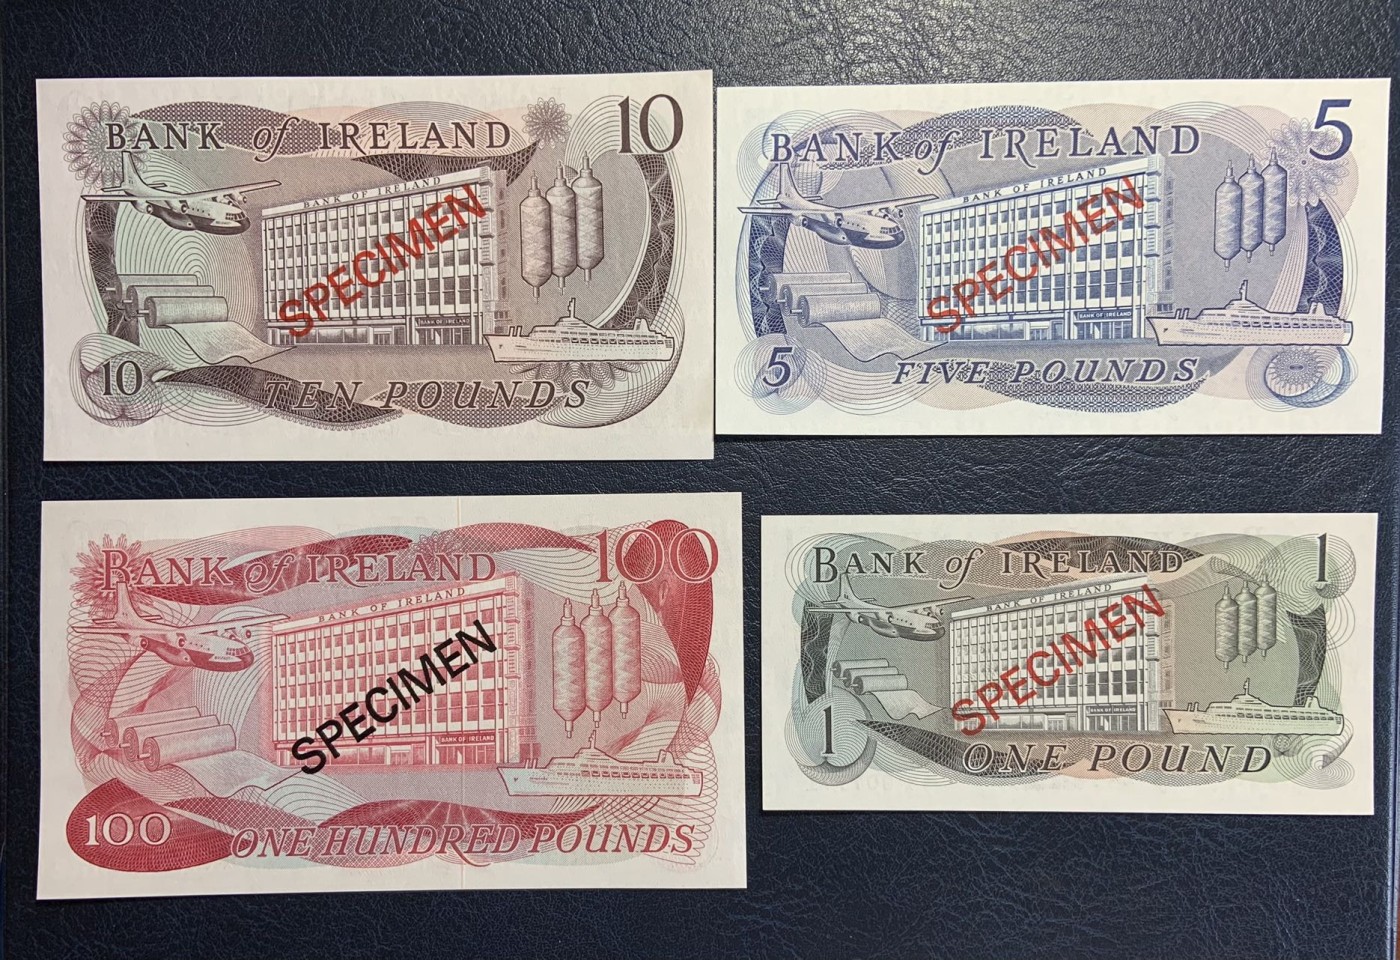 BANK of IRELAND
10
BANK OF IRELAND
SPECIMEN
BANK OF IRELAND
10
TEN POUNDS
BANK of IRELAND
5
BANK OF IRELAND
SPECIMEN
BANK OF IRELAND
5
FIVE POUNDS
BANK of IRELAND
100
BANK OF IRELAND
SPECIMEN
BANK OF IRELAND
100
ONE HUNDRED POUNDS
BANK of IRELAND
1
BANK OF IRELAND
SPECIMEN
BANK OF IRELAND
1
ONE POUND